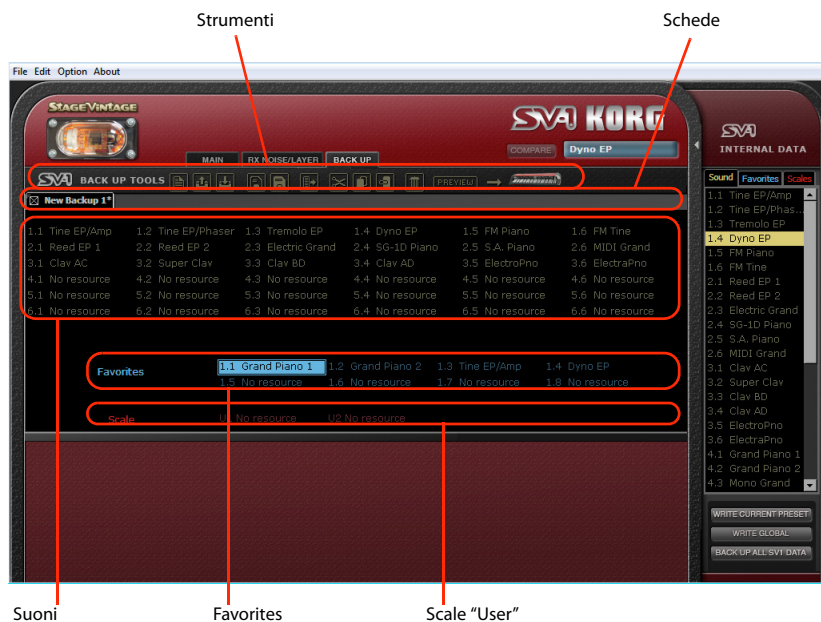 Strumenti
Schede
File Edit Option About
StageVintage
SV1 KORG
COMPARE Dyno EP
MAIN RX NOISE/LAYER BACK UP
SV1 BACK UP TOOLS PREVIEW
New Backup 1*
1.1 Tine EP/Amp 1.2 Tine EP/Phaser 1.3 Tremolo EP 1.4 Dyno EP 1.5 FM Piano 1.6 FM Tine
2.1 Reed EP 1 2.2 Reed EP 2 2.3 Electric Grand 2.4 SG-1D Piano 2.5 S.A. Piano 2.6 MIDI Grand
3.1 Clav AC 3.2 Super Clav 3.3 Clav BD 3.4 Clav AD 3.5 ElectroPno 3.6 ElectraPno
4.1 No resource 4.2 No resource 4.3 No resource 4.4 No resource 4.5 No resource 4.6 No resource
5.1 No resource 5.2 No resource 5.3 No resource 5.4 No resource 5.5 No resource 5.6 No resource
6.1 No resource 6.2 No resource 6.3 No resource 6.4 No resource 6.5 No resource 6.6 No resource
Favorites 1.1 Grand Piano 1 1.2 Grand Piano 2 1.3 Tine EP/Amp 1.4 Dyno EP
1.5 No resource 1.6 No resource 1.7 No resource 1.8 No resource
Scale U1 No resource U2 No resource
SV1
INTERNAL DATA
Sound Favorites Scales
1.1 Tine EP/Amp
1.2 Tine EP/Phas...
1.3 Tremolo EP
1.4 Dyno EP
1.5 FM Piano
1.6 FM Tine
2.1 Reed EP 1
2.2 Reed EP 2
2.3 Electric Grand
2.4 SG-1D Piano
2.5 S.A. Piano
2.6 MIDI Grand
3.1 Clav AC
3.2 Super Clav
3.3 Clav BD
3.4 Clav AD
3.5 ElectroPno
3.6 ElectraPno
4.1 Grand Piano 1
4.2 Grand Piano 2
4.3 Mono Grand
WRITE CURRENT PRESET
WRITE GLOBAL
BACK UP ALL SV1 DATA
Suoni
Favorites
Scale “User”